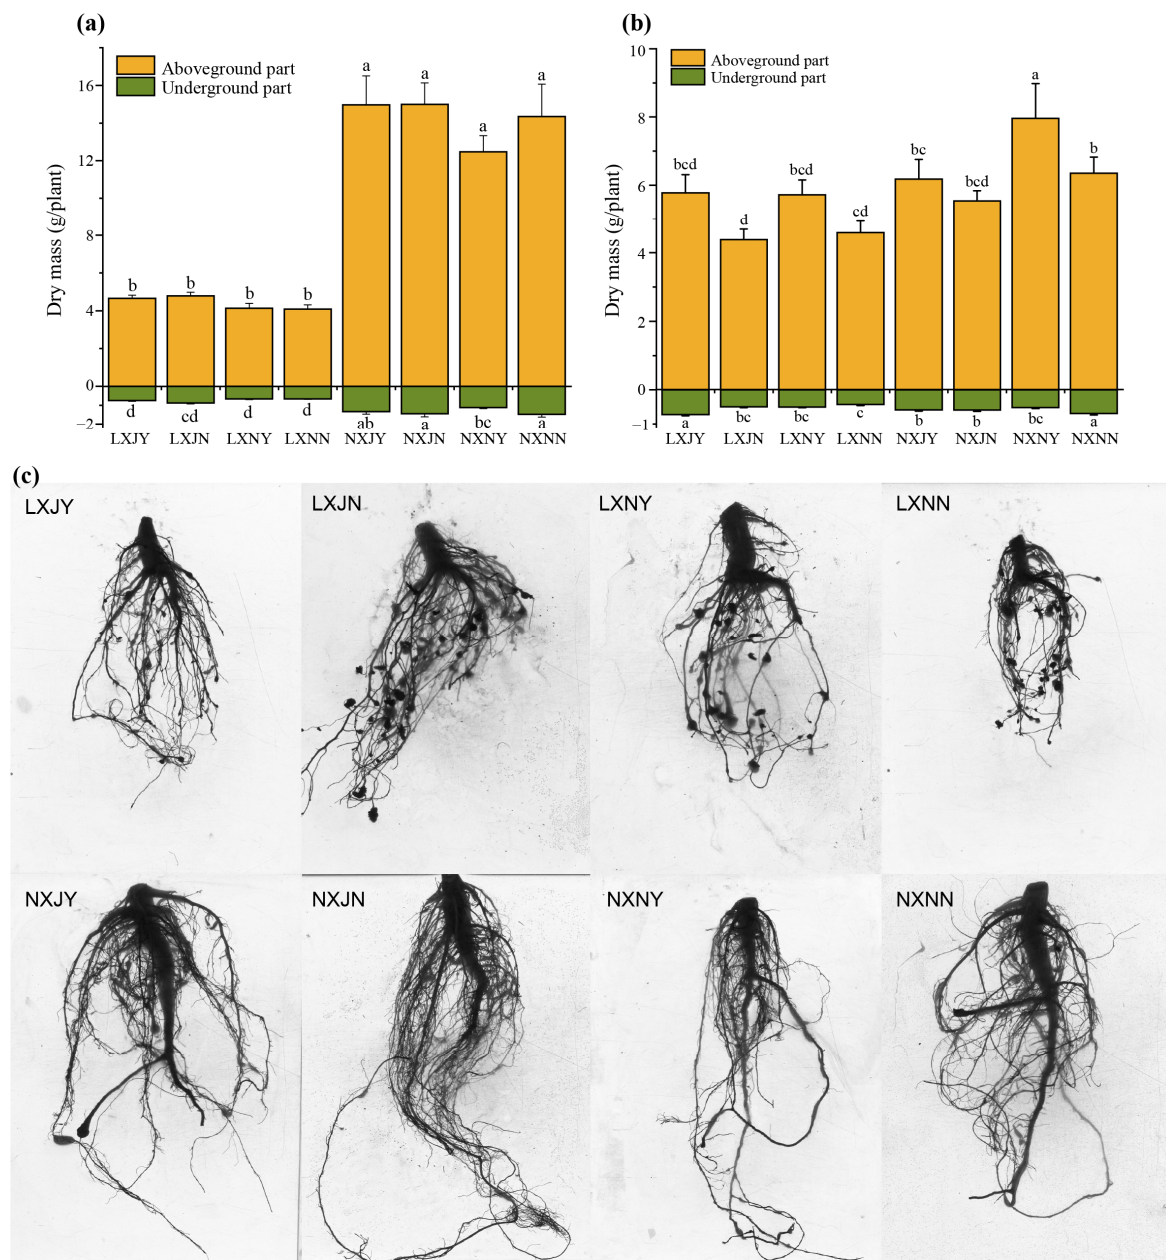 (a)
Aboveground part
Underground part
Dry mass (g/plant)
16
12
8
4
0
−2
b b b b a a a a
d cd d d ab a bc a
LXJY LXJN LXNY LXNN NXJY NXJN NXNY NXNN
(b)
Aboveground part
Underground part
Dry mass (g/plant)
10
8
6
4
2
0
−1
bcd d bcd cd bc bcd a b
a bc bc c b b bc a
LXJY LXJN LXNY LXNN NXJY NXJN NXNY NXNN
(c)
LXJY LXJN LXNY LXNN
NXJY NXJN NXNY NXNN